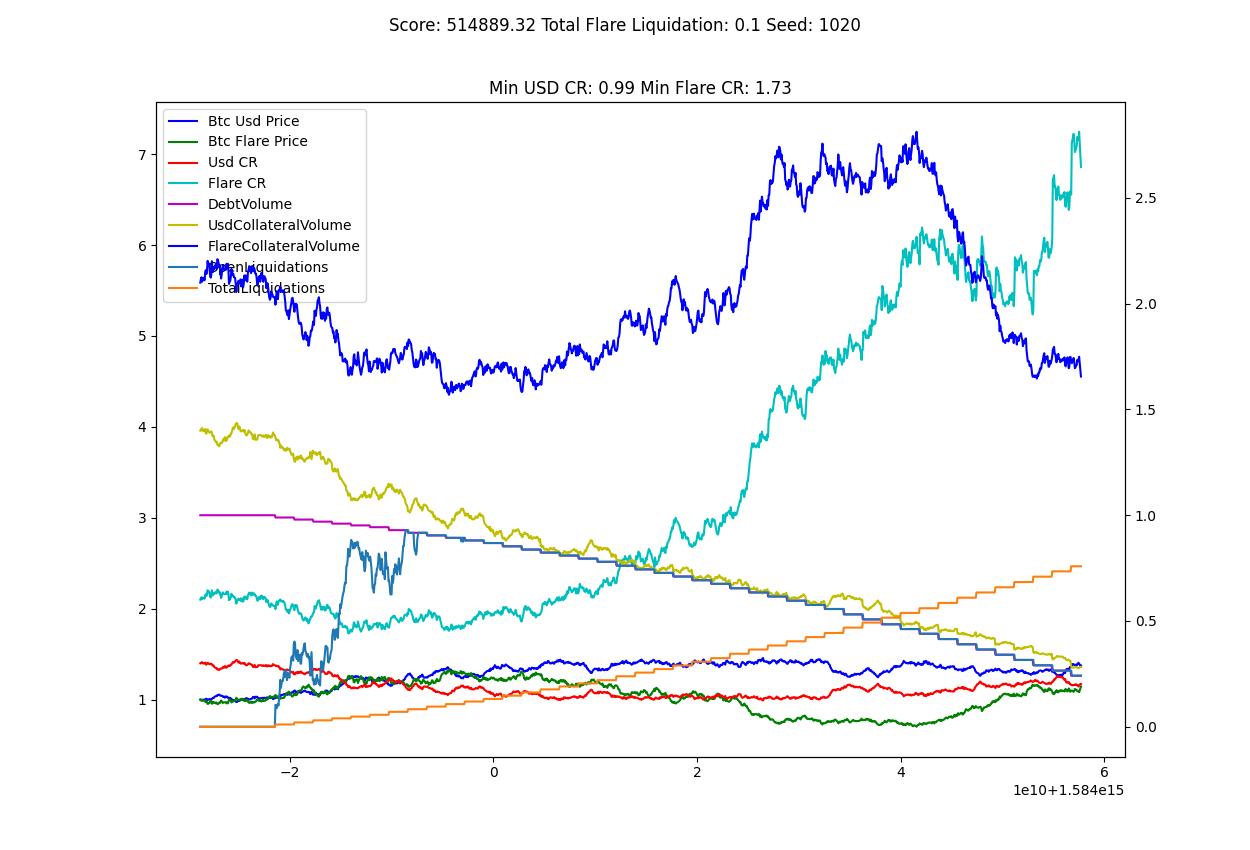 Score: 514889.32 Total Flare Liquidation: 0.1 Seed: 1020
Min USD CR: 0.99 Min Flare CR: 1.73
Btc Usd Price
Btc Flare Price
Usd CR
Flare CR
DebtVolume
UsdCollateralVolume
FlareCollateralVolume
OpenLiquidations
TotalLiquidations
7
6
5
4
3
2
1
2.5
2.0
1.5
1.0
0.5
0.0
−2
0
2
4
6
1e10+1.584e15